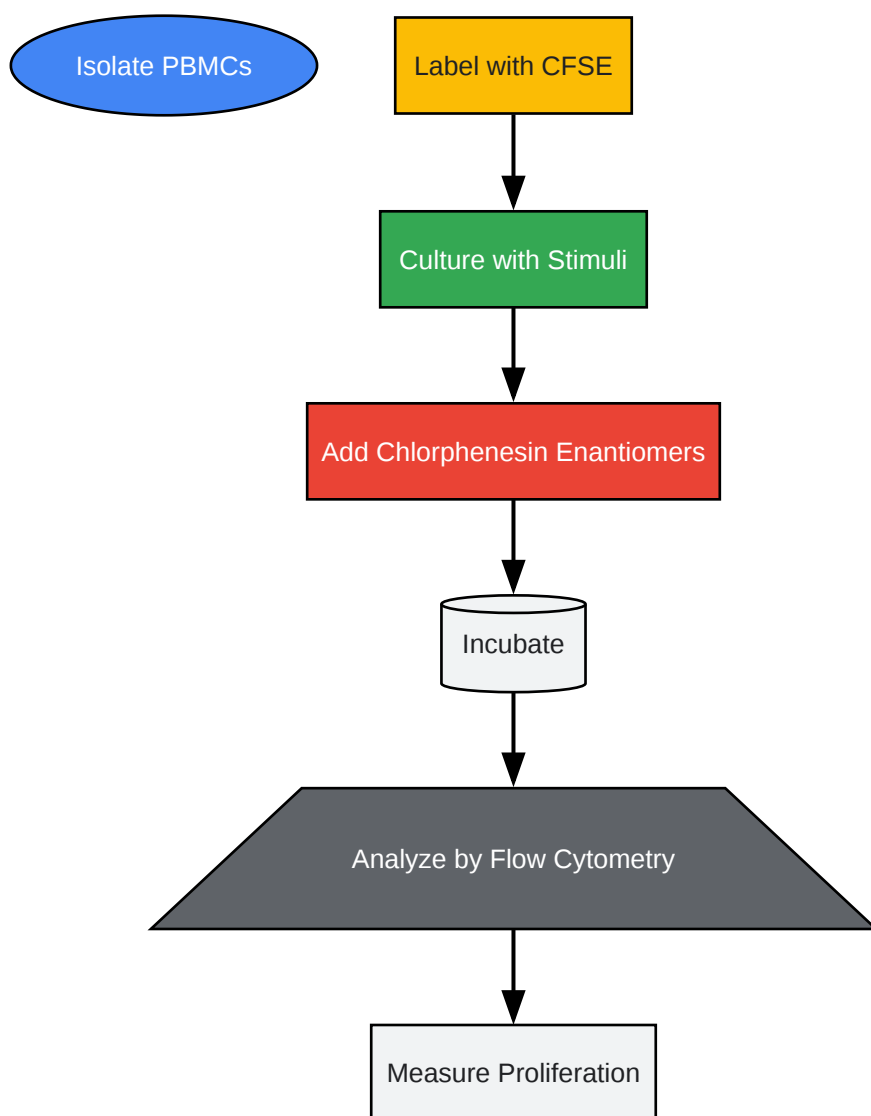 Isolate PBMCs
Label with CFSE
Culture with Stimuli
Add Chlorphenesin Enantiomers
Incubate
Analyze by Flow Cytometry
Measure Proliferation